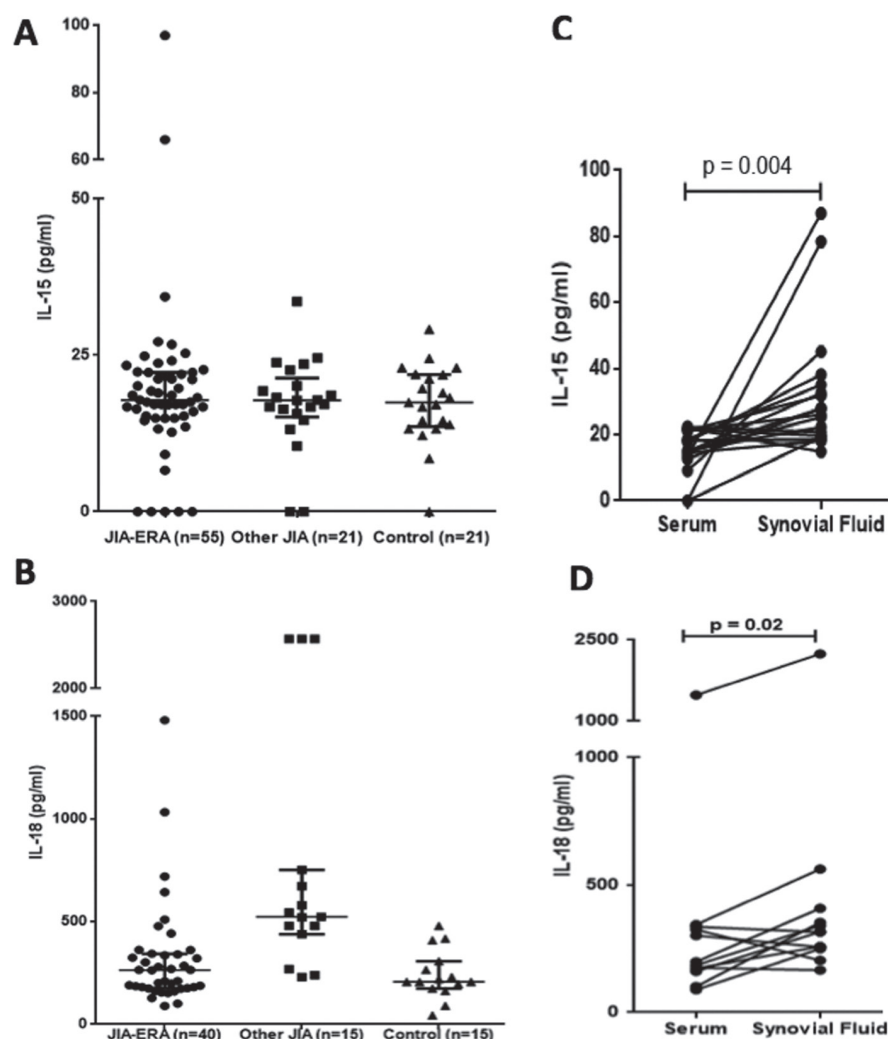 A
100
80
60
50
25
0
IL-15 (pg/ml)
JIA-ERA (n=55) Other JIA (n=21) Control (n=21)
B
3000
2000
1500
1000
500
0
IL-18 (pg/ml)
JIA-ERA (n=40) Other JIA (n=15) Control (n=15)
C
p = 0.004
100
80
60
40
20
0
IL-15 (pg/ml)
Serum Synovial Fluid
D
p = 0.02
2500
1000
1000
500
0
IL-18 (pg/ml)
Serum Synovial Fluid